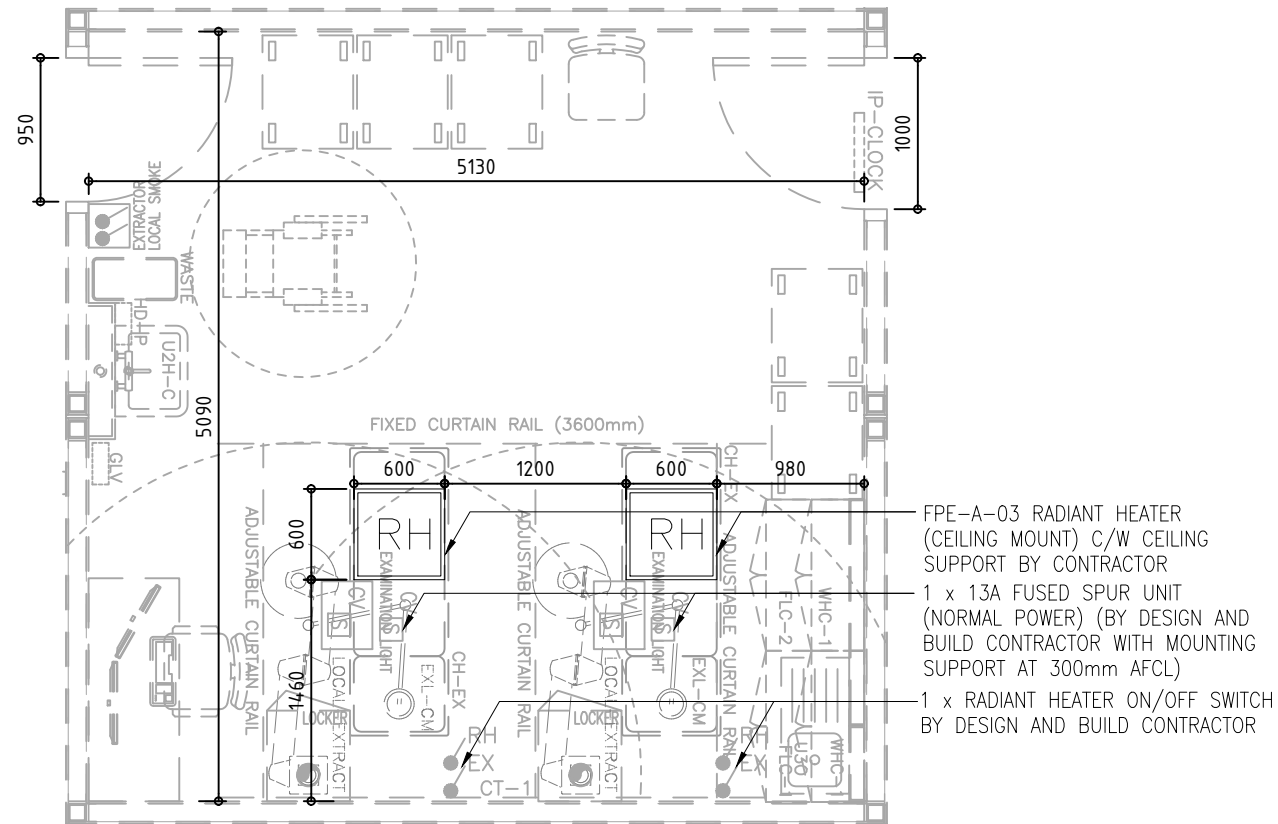 950
5130
1000
IP-CLOCK
EXTRACTOR
LOCAL SMOKE
WASTE
HD-HP
U2H-C
5090
GLV
FIXED CURTAIN RAIL (3600mm)
600
1200
600
980
CH-EX
RH
RH
600
ADJUSTABLE CURTAIN RAIL
ADJUSTABLE CURTAIN RAIL
ADJUSTABLE CURTAIN RAIL
EXAMINATION LIGHT
EXAMINATION LIGHT
FPE-A-03 RADIANT HEATER
(CEILING MOUNT) C/W CEILING
SUPPORT BY CONTRACTOR
1 x 13A FUSED SPUR UNIT
(NORMAL POWER) (BY DESIGN AND
BUILD CONTRACTOR WITH MOUNTING
SUPPORT AT 300mm AFCL)
1 x RADIANT HEATER ON/OFF SWITCH
BY DESIGN AND BUILD CONTRACTOR
FLC-2
WHC-1
1460
LOCAL EXTRACT
LOCAL EXTRACT
EXL-CM
EXL-CM
CH-EX
LOCKER
LOCKER
RH
EX
CT-1
RH
EX
FLC-1
U3C
WHC-1